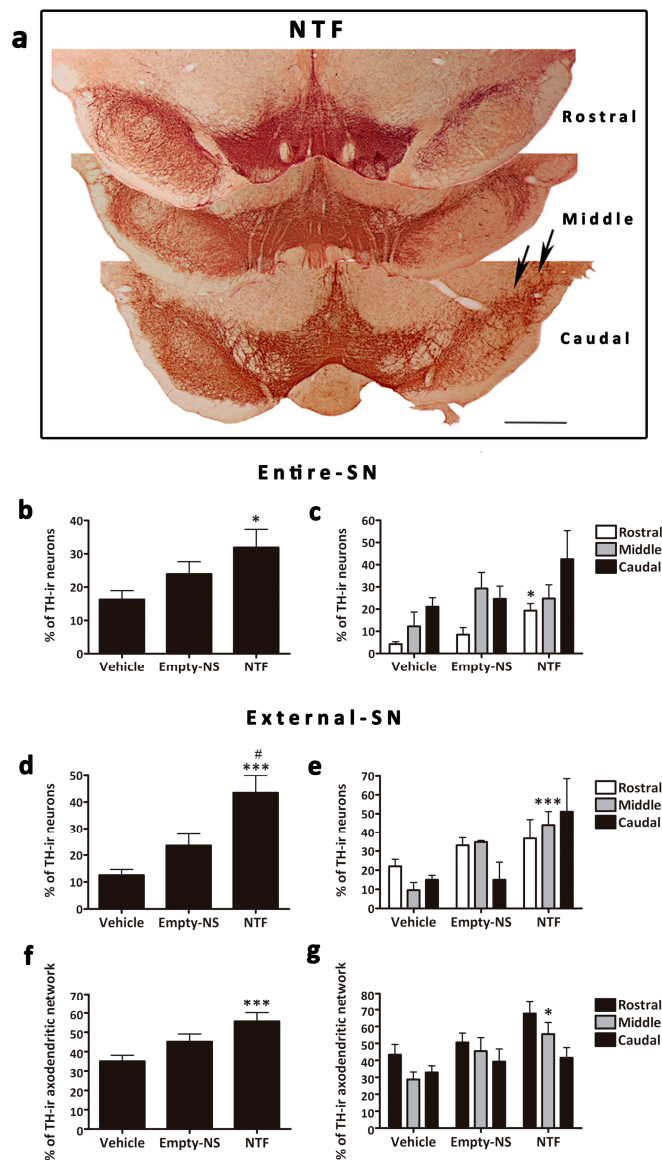 a
NTF
Rostral
Middle
Caudal
Entire-SN
b
% of TH-ir neurons
40
30
20
10
0
*
Vehicle Empty-NS NTF
c
% of TH-ir neurons
60
50
40
30
20
10
0
*
Vehicle Empty-NS NTF
Rostral
Middle
Caudal
External-SN
d
% of TH-ir neurons
50
40
30
20
10
0
#
***
Vehicle Empty-NS NTF
e
% of TH-ir neurons
70
60
50
40
30
20
10
0
***
Vehicle Empty-NS NTF
Rostral
Middle
Caudal
f
% of TH-ir axodendritic network
70
60
50
40
30
20
10
0
***
Vehicle Empty-NS NTF
g
% of TH-ir axodendritic network
80
70
60
50
40
30
20
10
0
*
Vehicle Empty-NS NTF
Rostral
Middle
Caudal